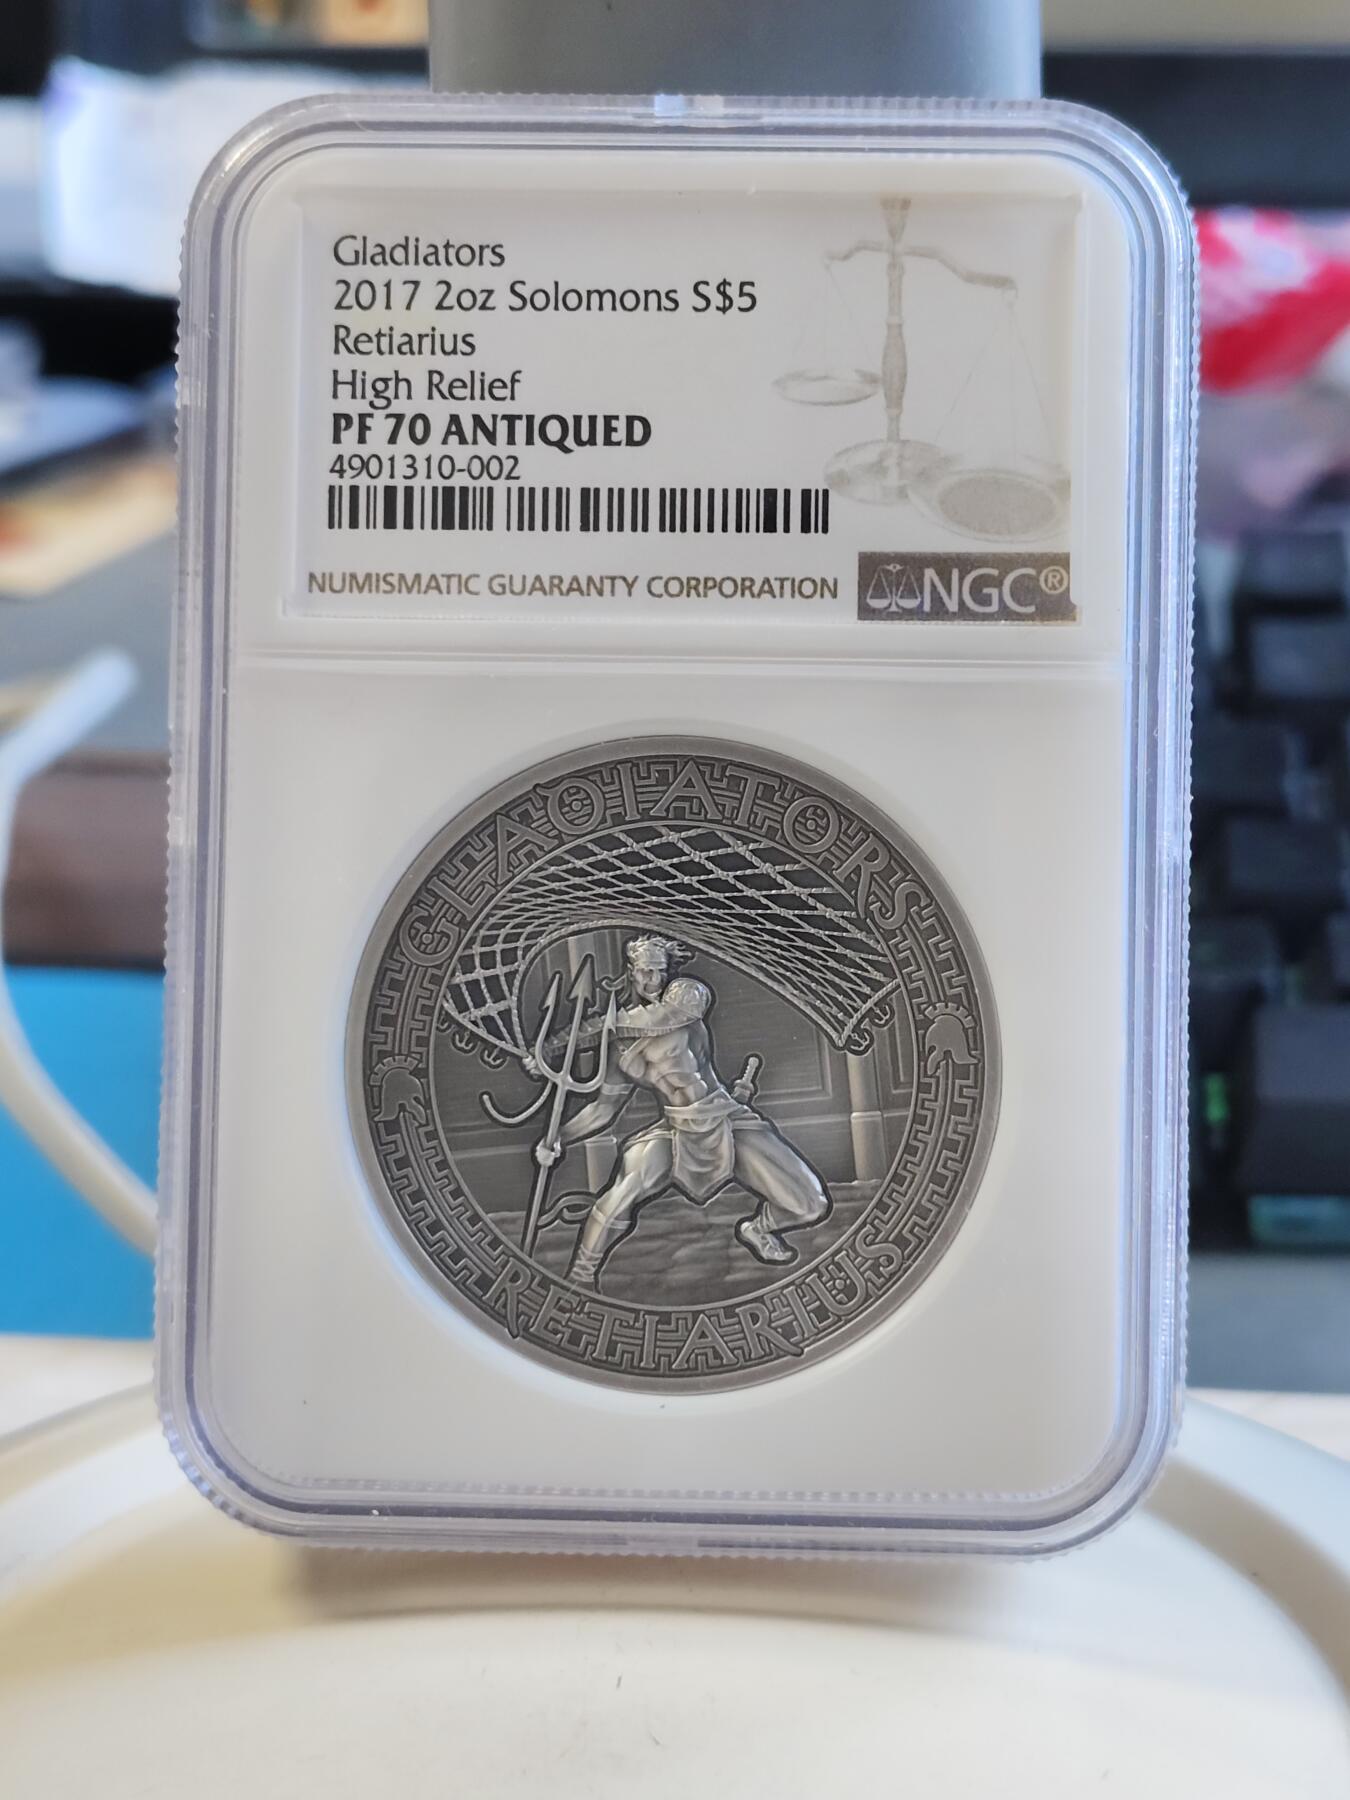 Gladiators
2017 2oz Solomons S$5
Retiarius
High Relief
PF 70 ANTIQUED
4901310-002
NUMISMATIC GUARANTY CORPORATION
NGC®
GLADIATORS
RETIARIUS